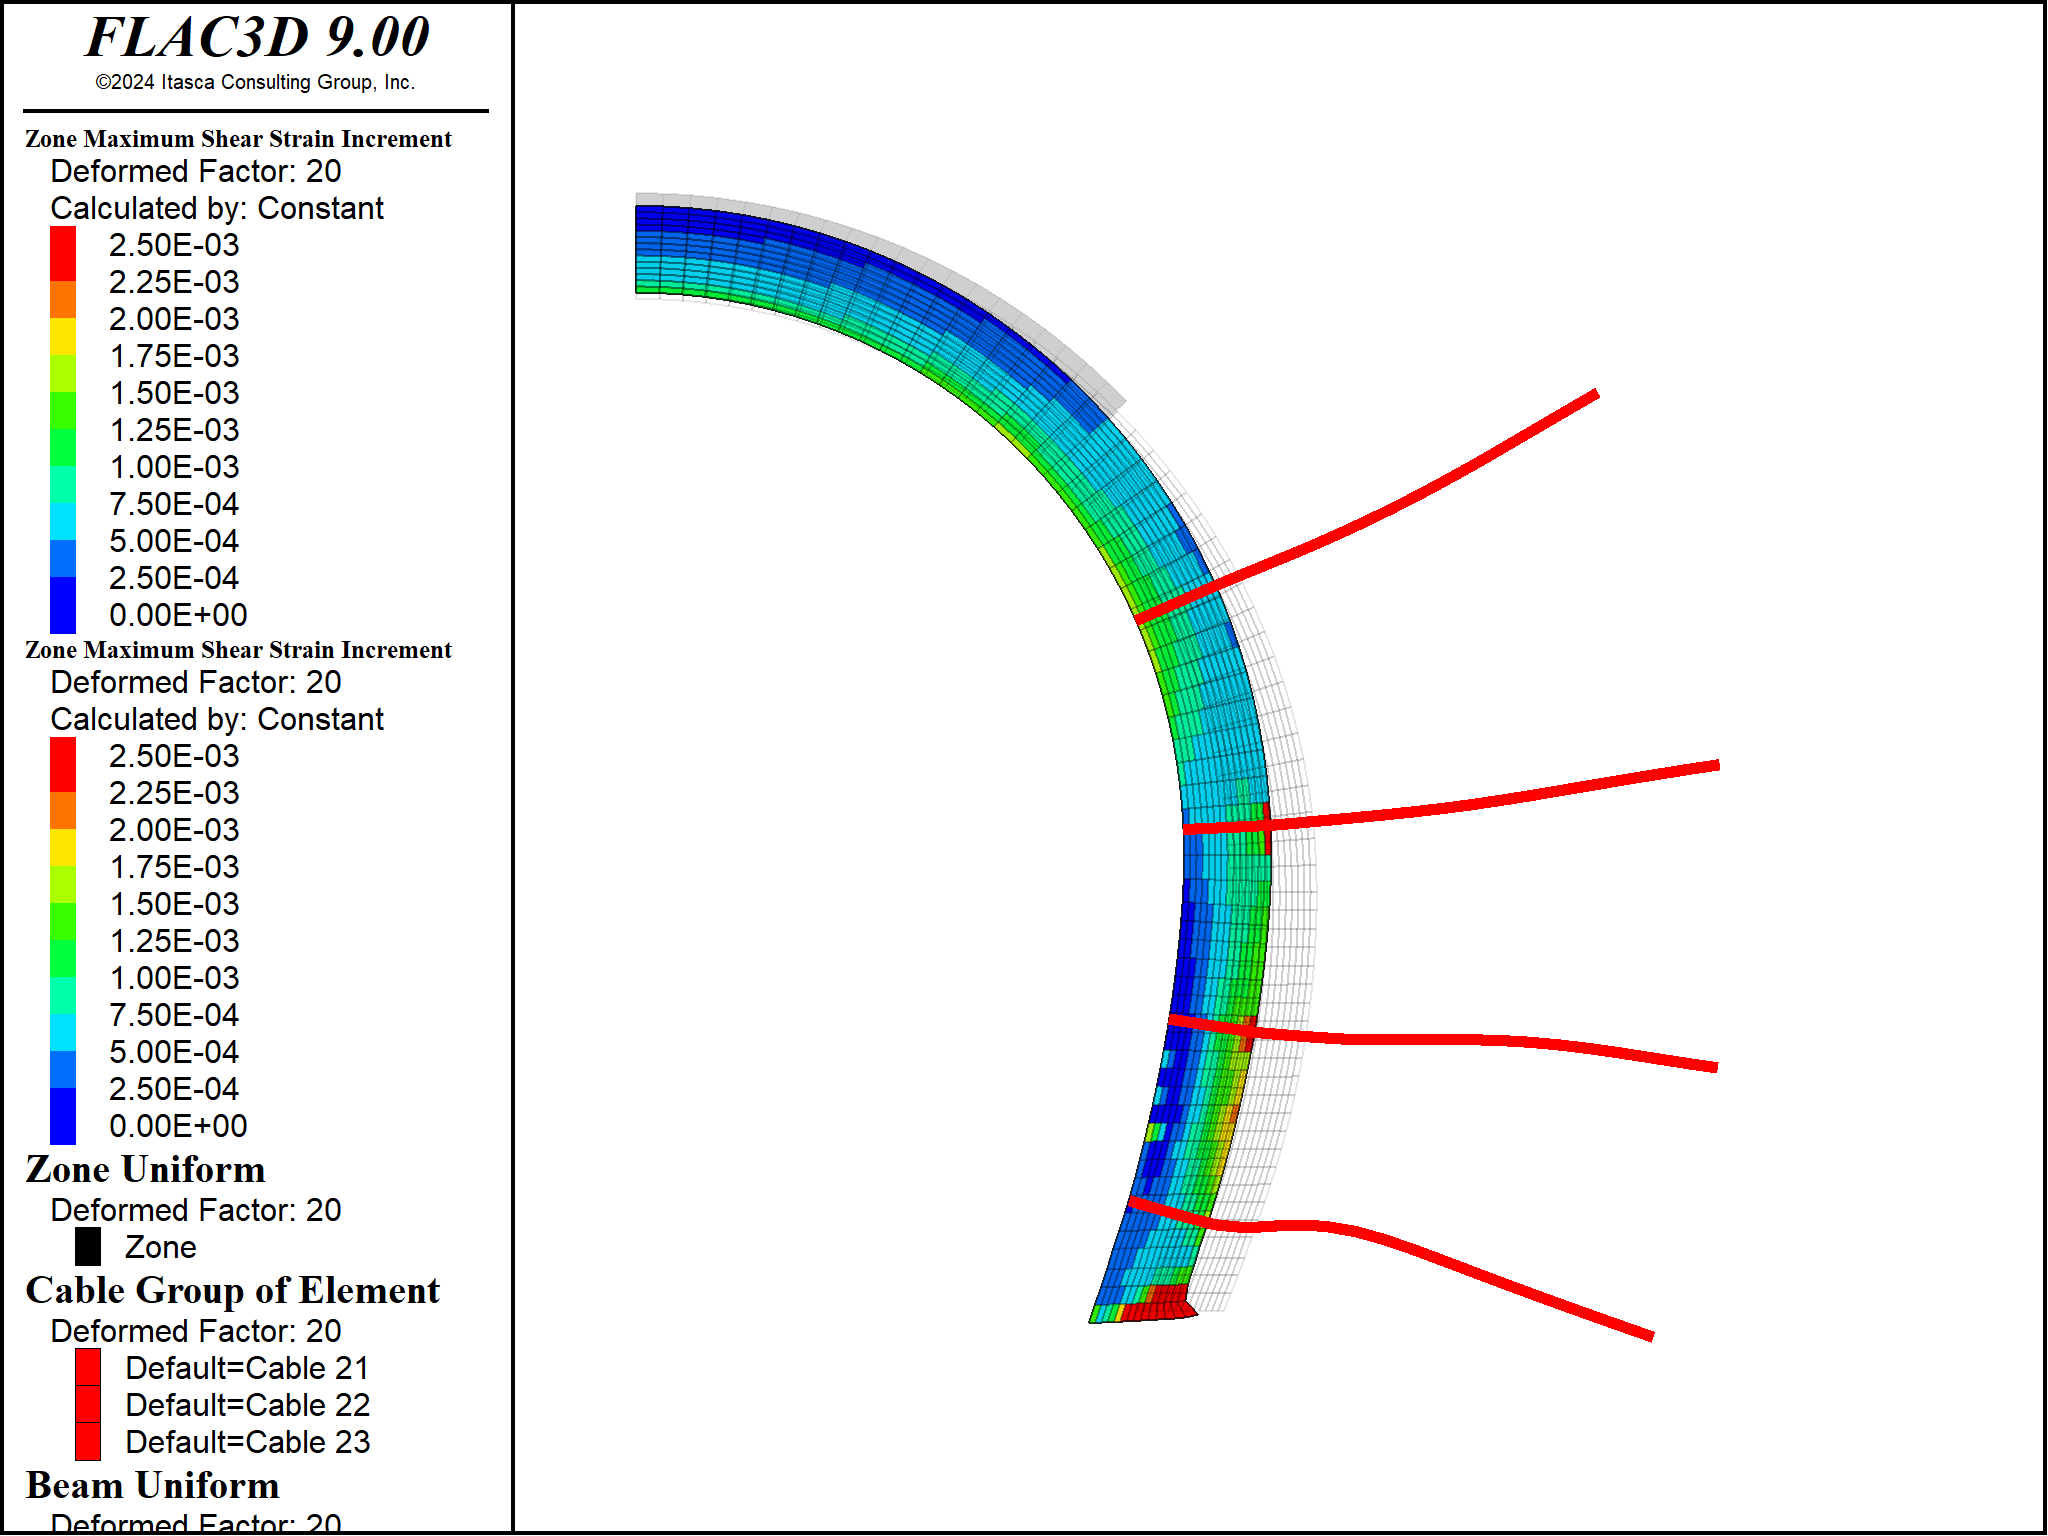 FLAC3D 9.00
©2024 Itasca Consulting Group, Inc.
Zone Maximum Shear Strain Increment
Deformed Factor: 20
Calculated by: Constant
2.50E-03
2.25E-03
2.00E-03
1.75E-03
1.50E-03
1.25E-03
1.00E-03
7.50E-04
5.00E-04
2.50E-04
0.00E+00
Zone Maximum Shear Strain Increment
Deformed Factor: 20
Calculated by: Constant
2.50E-03
2.25E-03
2.00E-03
1.75E-03
1.50E-03
1.25E-03
1.00E-03
7.50E-04
5.00E-04
2.50E-04
0.00E+00
Zone Uniform
Deformed Factor: 20
Zone
Cable Group of Element
Deformed Factor: 20
Default=Cable 21
Default=Cable 22
Default=Cable 23
Beam Uniform
Deformed Factor: 20